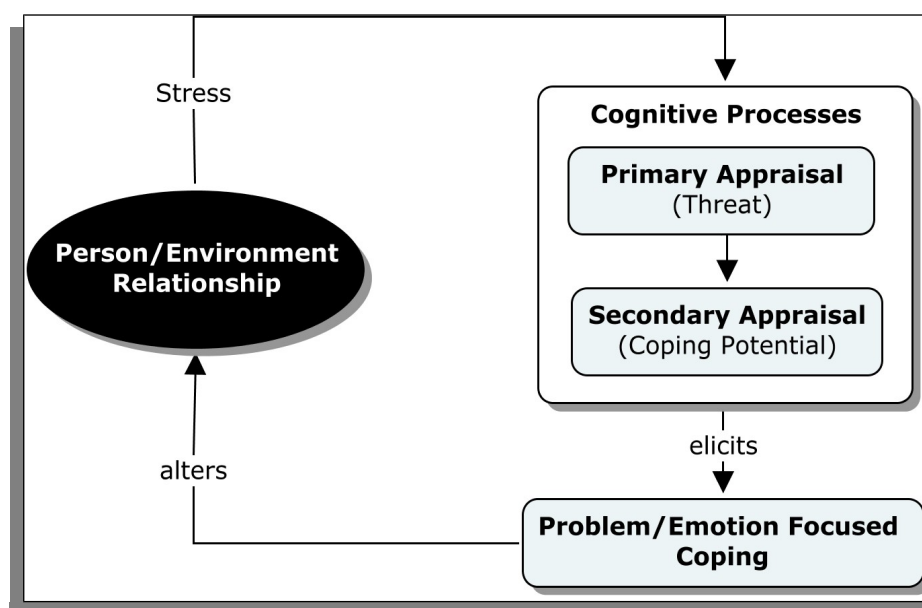 Stress
Cognitive Processes
Primary Appraisal
(Threat)
Person/Environment
Relationship
Secondary Appraisal
(Coping Potential)
elicits
alters
Problem/Emotion Focused
Coping